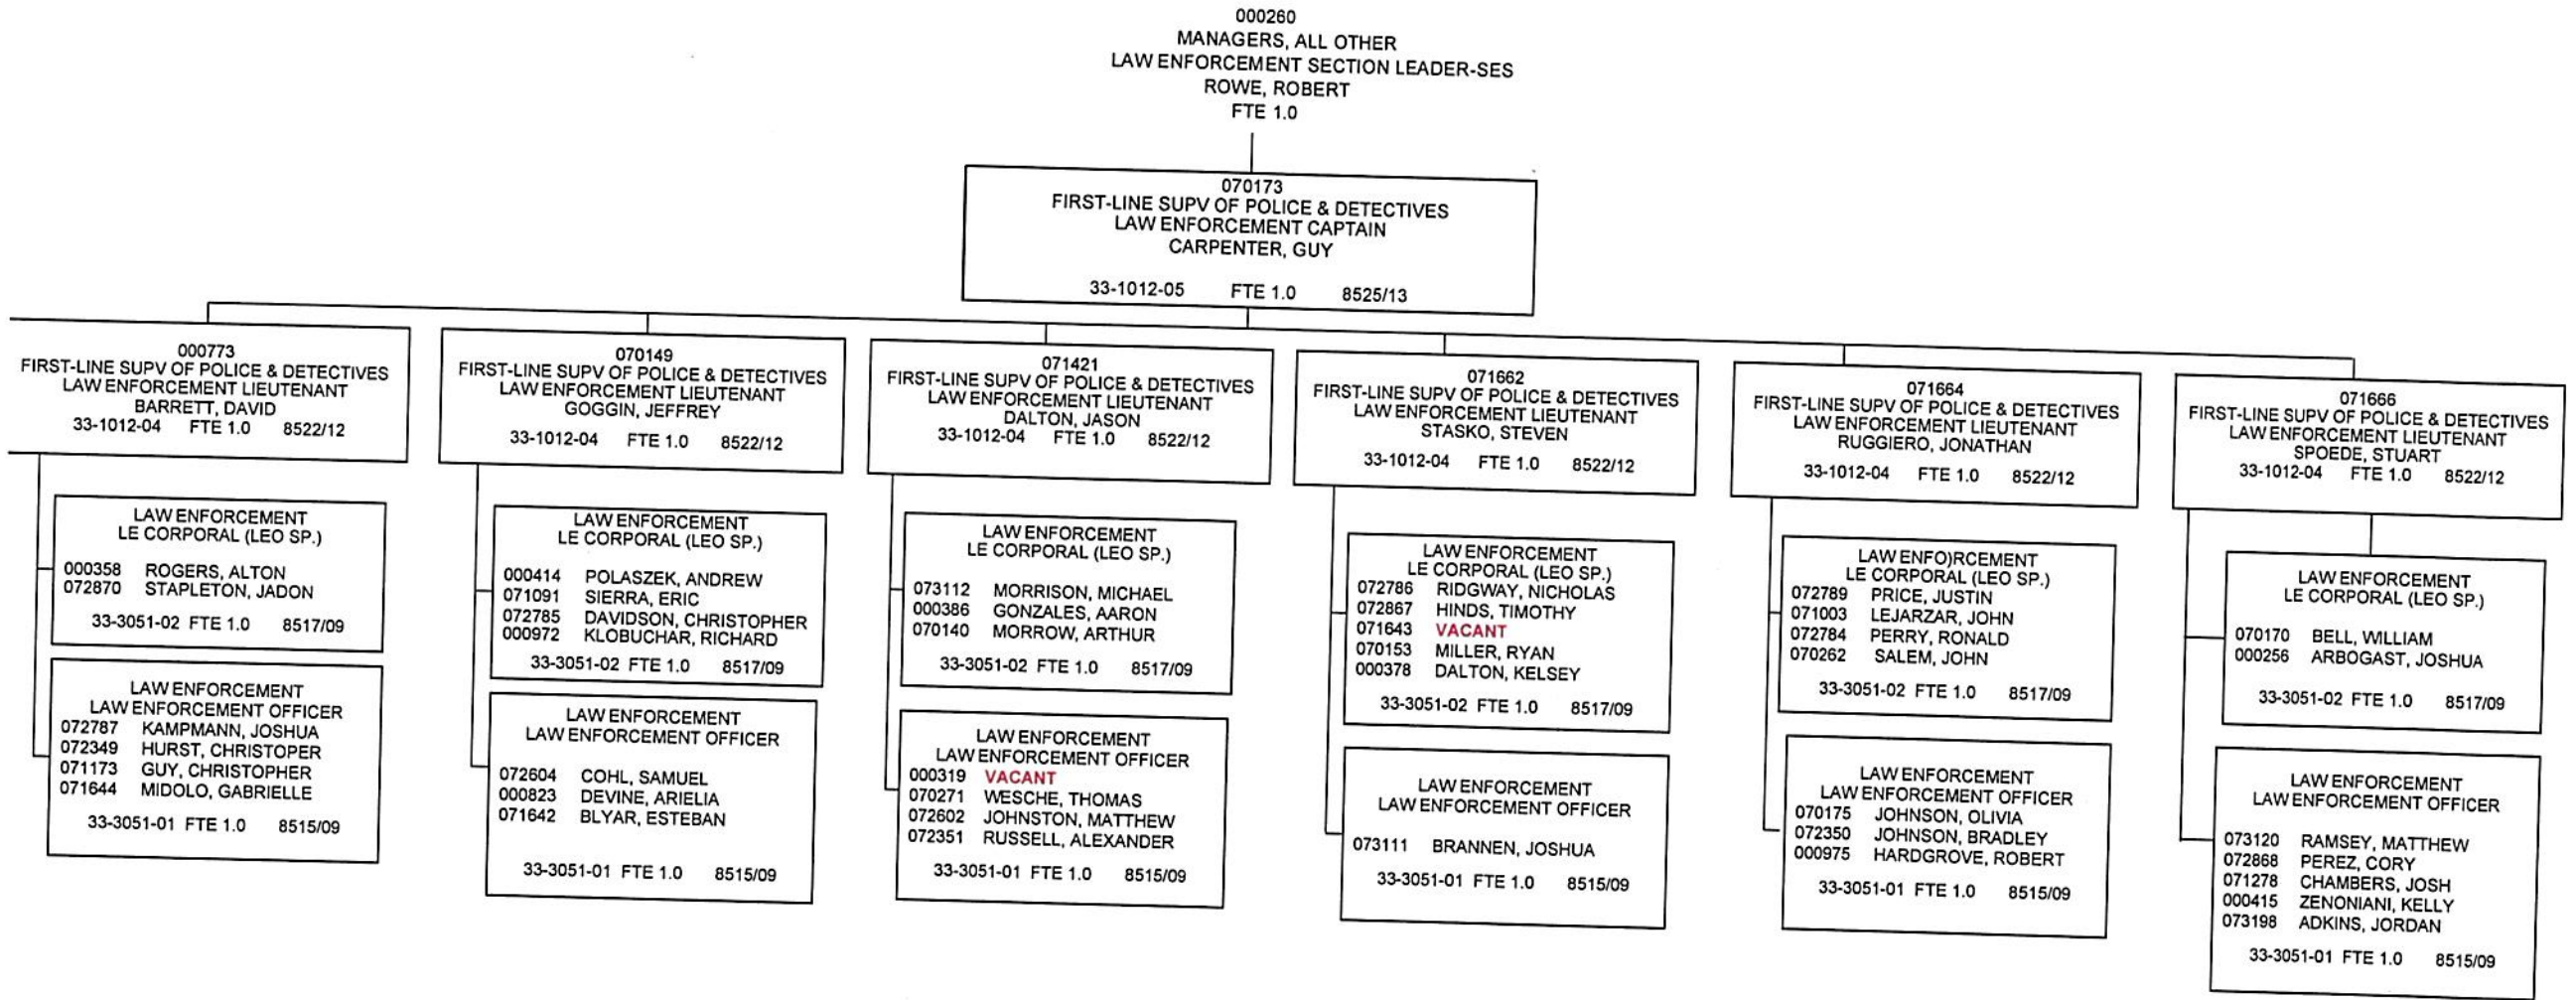 000260
MANAGERS, ALL OTHER
LAW ENFORCEMENT SECTION LEADER-SES
ROWE, ROBERT
FTE 1.0
070173
FIRST-LINE SUPV OF POLICE & DETECTIVES
LAW ENFORCEMENT CAPTAIN
CARPENTER, GUY
33-1012-05 FTE 1.0 8525/13
000773
FIRST-LINE SUPV OF POLICE & DETECTIVES
LAW ENFORCEMENT LIEUTENANT
BARRETT, DAVID
33-1012-04 FTE 1.0 8522/12
LAW ENFORCEMENT
LE CORPORAL (LEO SP.)
000358 ROGERS, ALTON
072870 STAPLETON, JADON
33-3051-02 FTE 1.0 8517/09
LAW ENFORCEMENT
LAW ENFORCEMENT OFFICER
072787 KAMPMANN, JOSHUA
072349 HURST, CHRISTOPER
071173 GUY, CHRISTOPHER
071644 MIDOLO, GABRIELLE
33-3051-01 FTE 1.0 8515/09
070149
FIRST-LINE SUPV OF POLICE & DETECTIVES
LAW ENFORCEMENT LIEUTENANT
GOGGIN, JEFFREY
33-1012-04 FTE 1.0 8522/12
LAW ENFORCEMENT
LE CORPORAL (LEO SP.)
000414 POLASZEK, ANDREW
071091 SIERRA, ERIC
072785 DAVIDSON, CHRISTOPHER
000972 KLOBUCHAR, RICHARD
33-3051-02 FTE 1.0 8517/09
LAW ENFORCEMENT
LAW ENFORCEMENT OFFICER
072604 COHL, SAMUEL
000823 DEVINE, ARIELIA
071642 BLYAR, ESTEBAN
33-3051-01 FTE 1.0 8515/09
071421
FIRST-LINE SUPV OF POLICE & DETECTIVES
LAW ENFORCEMENT LIEUTENANT
DALTON, JASON
33-1012-04 FTE 1.0 8522/12
LAW ENFORCEMENT
LE CORPORAL (LEO SP.)
073112 MORRISON, MICHAEL
000386 GONZALES, AARON
070140 MORROW, ARTHUR
33-3051-02 FTE 1.0 8517/09
LAW ENFORCEMENT
LAW ENFORCEMENT OFFICER
000319 VACANT
070271 WESCHE, THOMAS
072602 JOHNSTON, MATTHEW
072351 RUSSELL, ALEXANDER
33-3051-01 FTE 1.0 8515/09
071662
FIRST-LINE SUPV OF POLICE & DETECTIVES
LAW ENFORCEMENT LIEUTENANT
STASKO, STEVEN
33-1012-04 FTE 1.0 8522/12
LAW ENFORCEMENT
LE CORPORAL (LEO SP.)
072786 RIDGWAY, NICHOLAS
072867 HINDS, TIMOTHY
071643 VACANT
070153 MILLER, RYAN
000378 DALTON, KELSEY
33-3051-02 FTE 1.0 8517/09
LAW ENFORCEMENT
LAW ENFORCEMENT OFFICER
073111 BRANNEN, JOSHUA
33-3051-01 FTE 1.0 8515/09
071664
FIRST-LINE SUPV OF POLICE & DETECTIVES
LAW ENFORCEMENT LIEUTENANT
RUGGIERO, JONATHAN
33-1012-04 FTE 1.0 8522/12
LAW ENFO)RCEMENT
LE CORPORAL (LEO SP.)
072789 PRICE, JUSTIN
071003 LEJARZAR, JOHN
072784 PERRY, RONALD
070262 SALEM, JOHN
33-3051-02 FTE 1.0 8517/09
LAW ENFORCEMENT
LAW ENFORCEMENT OFFICER
070175 JOHNSON, OLIVIA
072350 JOHNSON, BRADLEY
000975 HARDGROVE, ROBERT
33-3051-01 FTE 1.0 8515/09
071666
FIRST-LINE SUPV OF POLICE & DETECTIVES
LAW ENFORCEMENT LIEUTENANT
SPOEDE, STUART
33-1012-04 FTE 1.0 8522/12
LAW ENFORCEMENT
LE CORPORAL (LEO SP.)
070170 BELL, WILLIAM
000256 ARBOGAST, JOSHUA
33-3051-02 FTE 1.0 8517/09
LAW ENFORCEMENT
LAW ENFORCEMENT OFFICER
073120 RAMSEY, MATTHEW
072868 PEREZ, CORY
071278 CHAMBERS, JOSH
000415 ZENONIANI, KELLY
073198 ADKINS, JORDAN
33-3051-01 FTE 1.0 8515/09